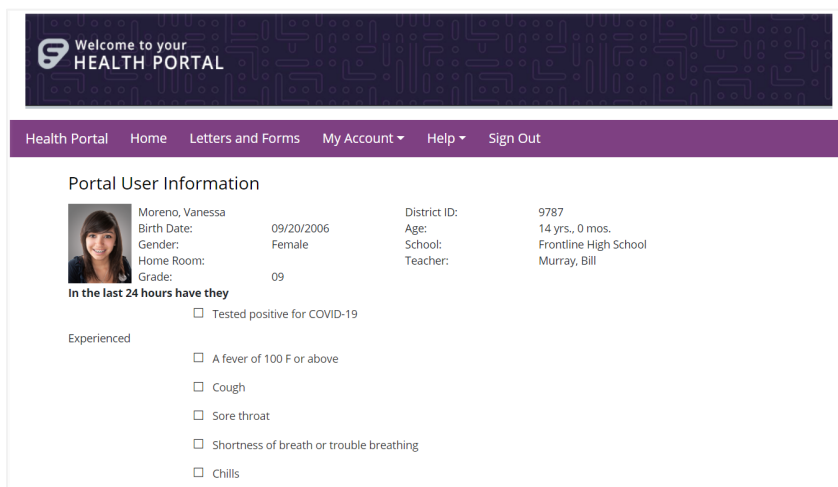 Welcome to your
HEALTH PORTAL
Health Portal Home Letters and Forms My Account Help Sign Out
Portal User Information
Moreno, Vanessa District ID: 9787
Birth Date: 09/20/2006 Age: 14 yrs., 0 mos.
Gender: Female School: Frontline High School
Home Room: Teacher: Murray, Bill
Grade: 09
In the last 24 hours have they
Tested positive for COVID-19
Experienced
A fever of 100 F or above
Cough
Sore throat
Shortness of breath or trouble breathing
Chills